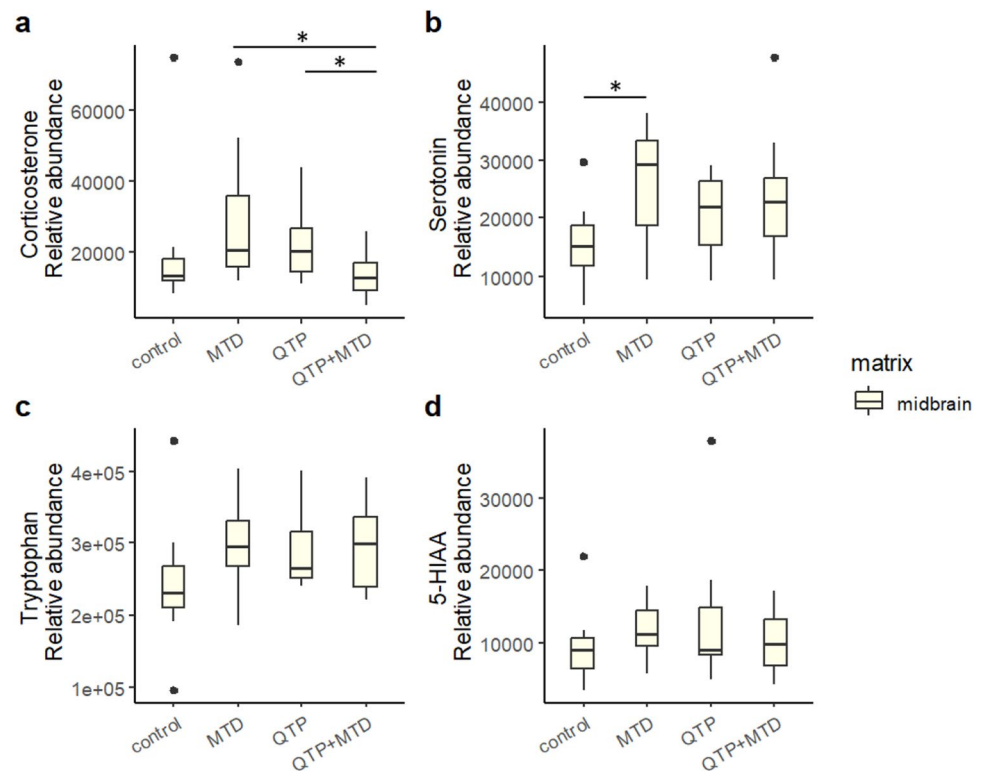 a
Corticosterone
Relative abundance
60000
40000
20000
*
*
control
MTD
QTP
QTP+MTD
b
Serotonin
Relative abundance
40000
30000
20000
10000
*
control
MTD
QTP
QTP+MTD
matrix
midbrain
c
Tryptophan
Relative abundance
4e+05
3e+05
2e+05
1e+05
control
MTD
QTP
QTP+MTD
d
5-HIAA
Relative abundance
30000
20000
10000
control
MTD
QTP
QTP+MTD